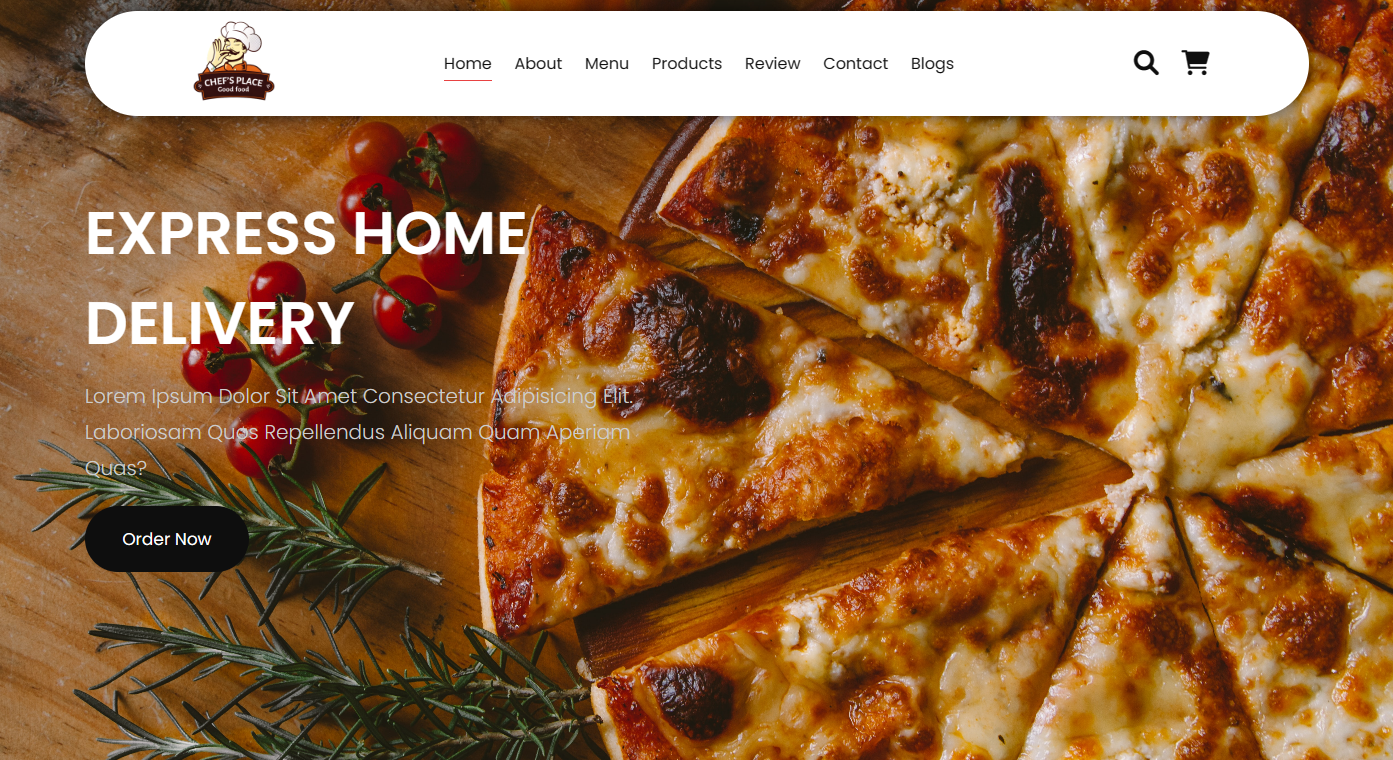 CHEF'S PLACE
Good food
Home About Menu Products Review Contact Blogs
EXPRESS HOME
DELIVERY
Lorem Ipsum Dolor Sit Amet Consectetur Adipisicing Elit.
Laboriosam Quos Repellendus Aliquam Quam Aperiam
Quas?
Order Now